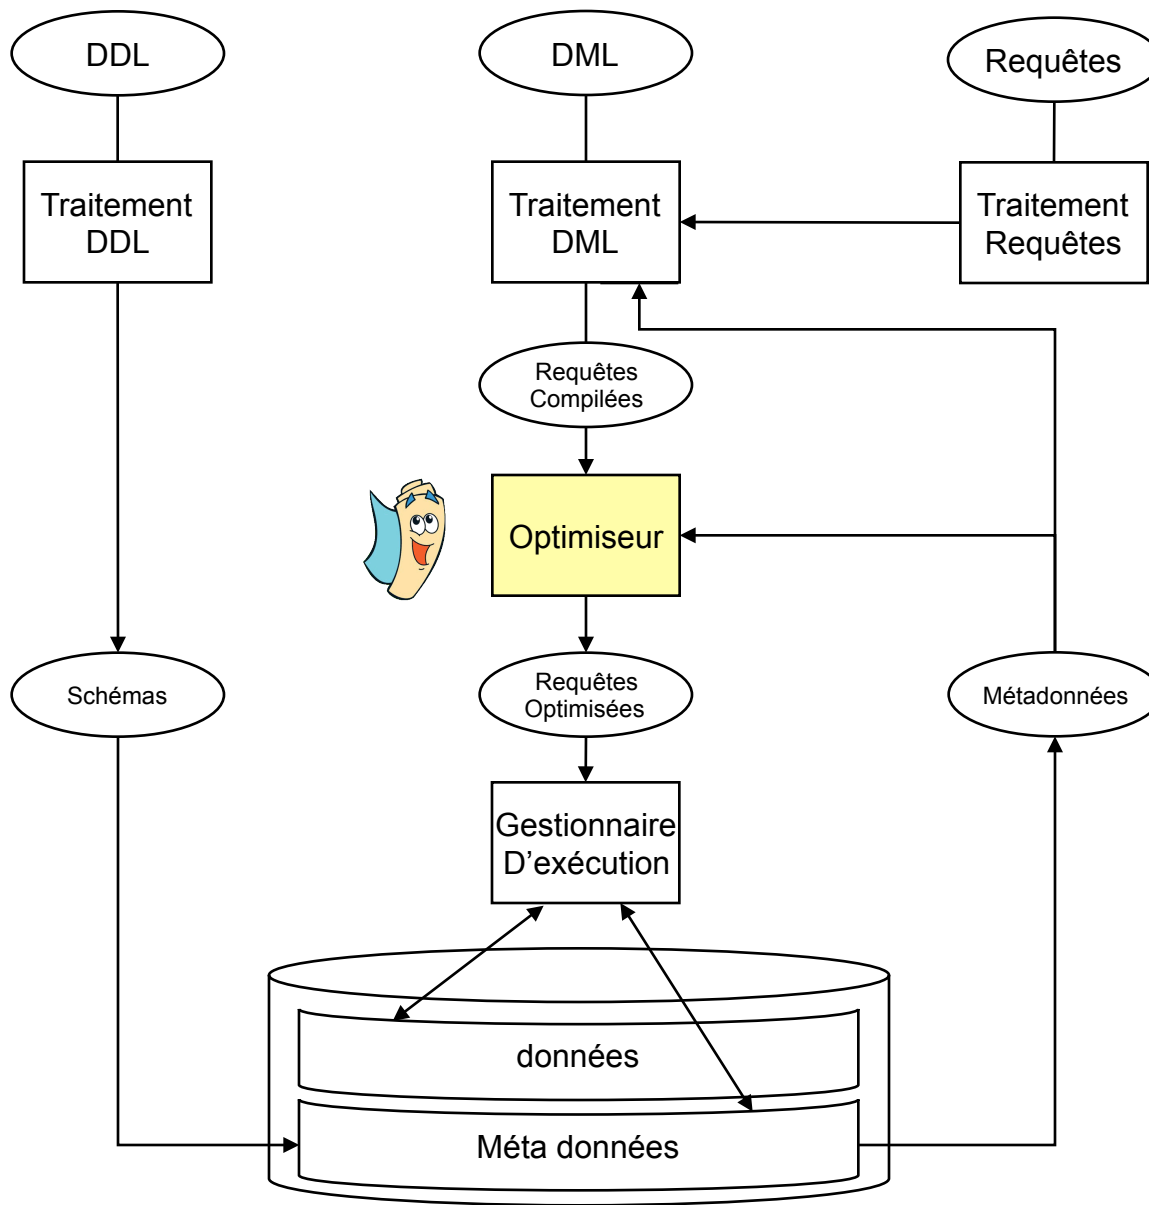 DDL
DML
Requêtes
Traitement
DDL
Traitement
DML
Traitement
Requêtes
Requêtes
Compilées
Optimiseur
Schémas
Requêtes
Optimisées
Métadonnées
Gestionnaire
D’exécution
données
Méta données